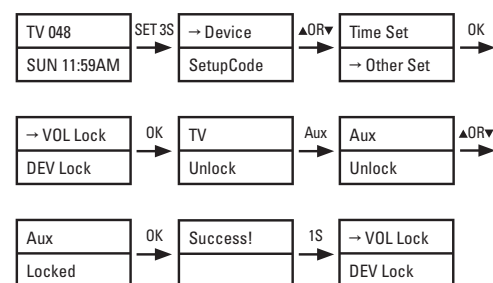 TV 048
SUN 11:59AM
SET 3S
→ Device
SetupCode
▲OR▼
Time Set
→ Other Set
OK
→ VOL Lock
DEV Lock
OK
TV
Unlock
Aux
Aux
Unlock
▲OR▼
Aux
Locked
OK
Success!
1S
→ VOL Lock
DEV Lock